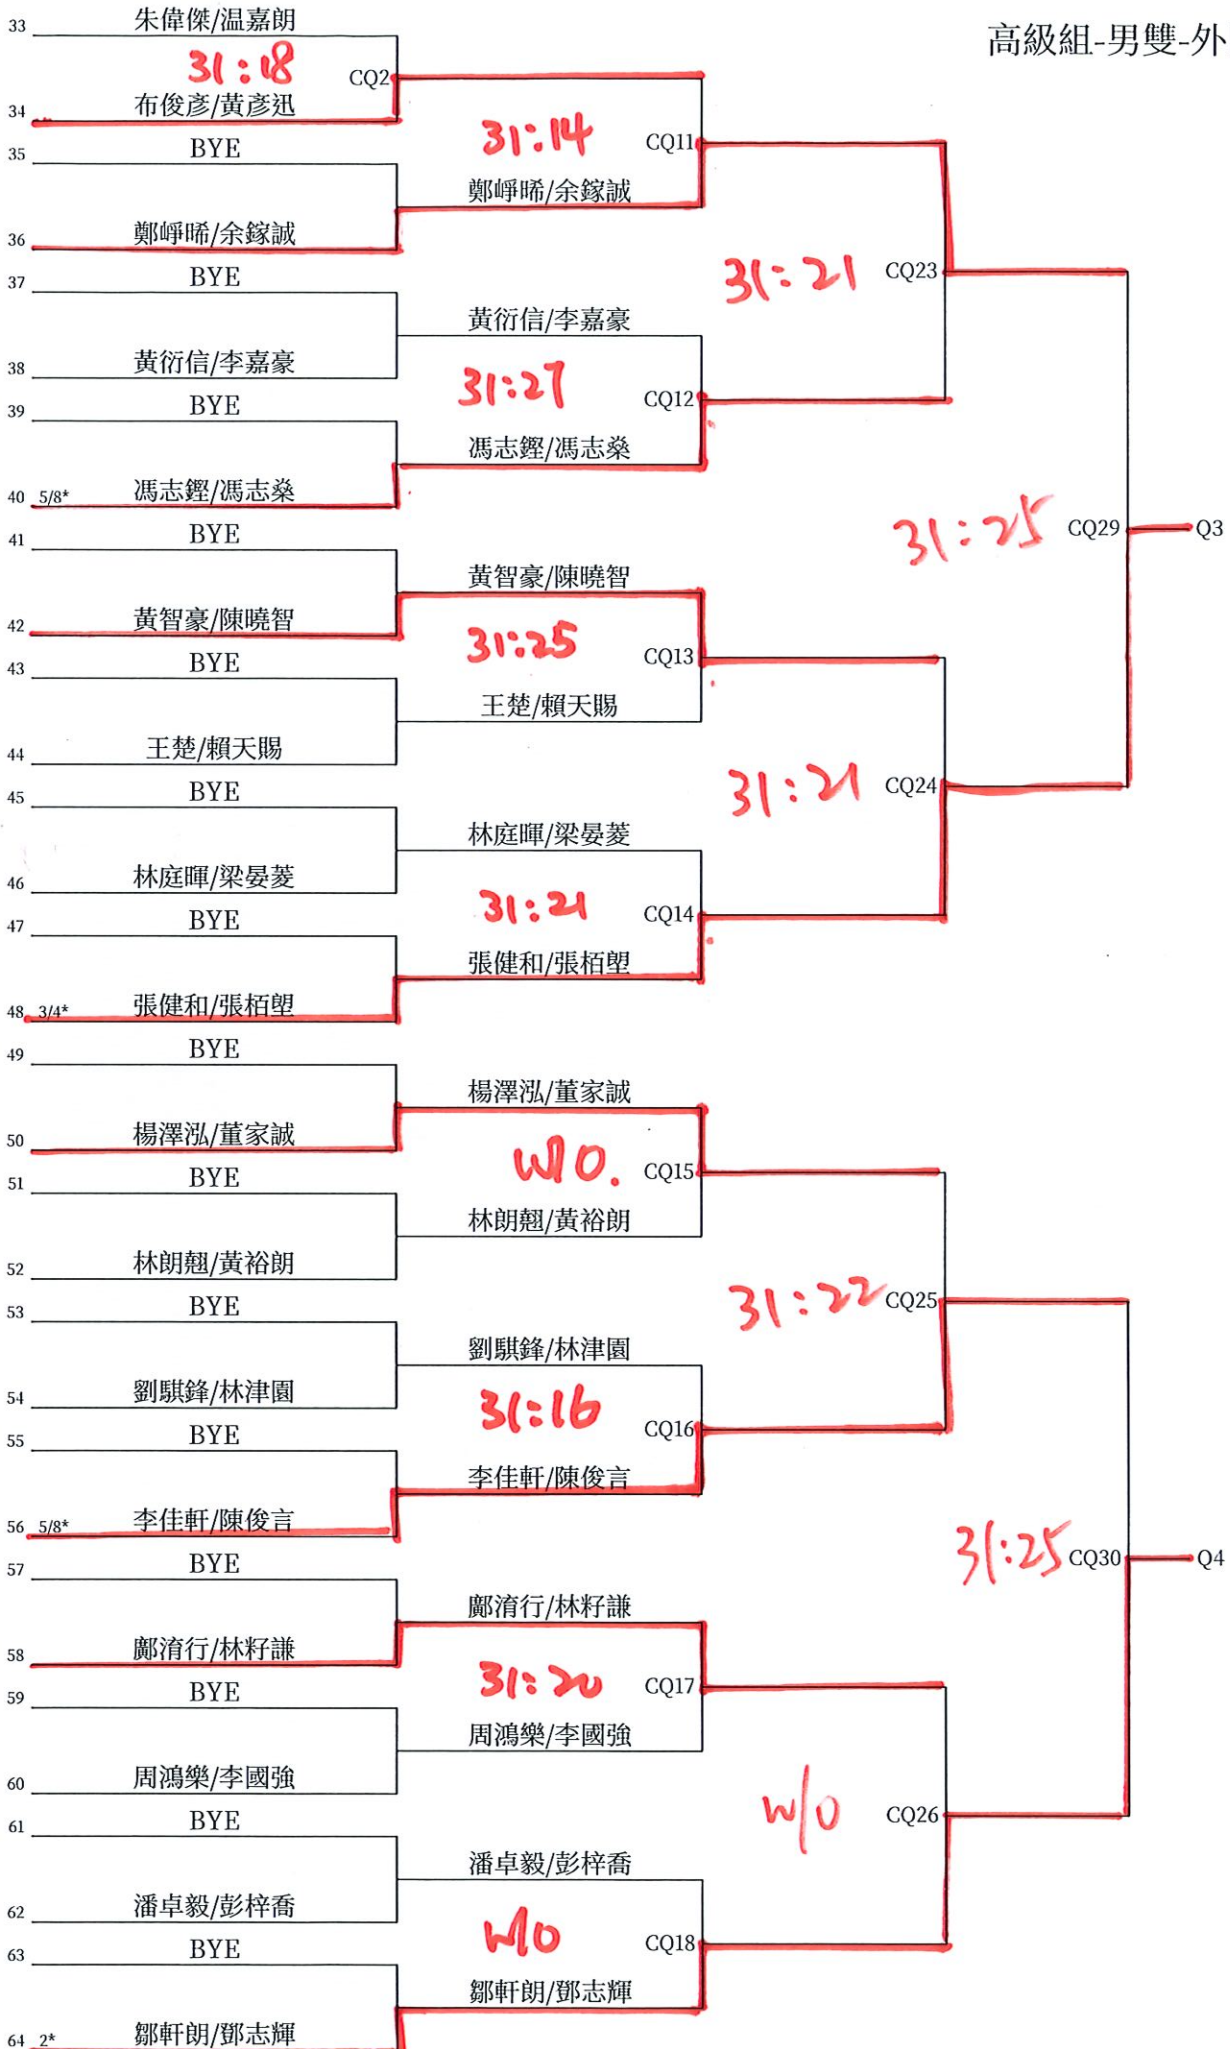 高級組-男雙-外
33 朱偉傑/温嘉朗
31:18 CQ2
34 布俊彥/黃彥迅
35 BYE
31:14 CQ11
鄭崢晞/余鎵誠
36 鄭崢晞/余鎵誠
37 BYE
31:21 CQ23
黃衍信/李嘉豪
38 黃衍信/李嘉豪
31:27 CQ12
39 BYE
馮志鏗/馮志燊
40 5/8* 馮志鏗/馮志燊
31:25 CQ29 Q3
41 BYE
黃智豪/陳曉智
42 黃智豪/陳曉智
31:25 CQ13
43 BYE
王楚/賴天賜
44 王楚/賴天賜
31:21 CQ24
45 BYE
林庭暉/梁晏菱
46 林庭暉/梁晏菱
31:21 CQ14
47 BYE
張健和/張栢塱
48 3/4* 張健和/張栢塱
49 BYE
楊澤泓/董家誠
50 楊澤泓/董家誠
W/O. CQ15
51 BYE
林朗翹/黃裕朗
52 林朗翹/黃裕朗
31:22 CQ25
53 BYE
劉騏鋒/林津園
54 劉騏鋒/林津園
31:16 CQ16
55 BYE
李佳軒/陳俊言
56 5/8* 李佳軒/陳俊言
31:25 CQ30 Q4
57 BYE
鄺淯行/林籽謙
58 鄺淯行/林籽謙
31:20 CQ17
59 BYE
周鴻樂/李國強
60 周鴻樂/李國強
w/o CQ26
61 BYE
潘卓毅/彭梓喬
62 潘卓毅/彭梓喬
W/O CQ18
63 BYE
鄒軒朗/鄧志輝
64 2* 鄒軒朗/鄧志輝